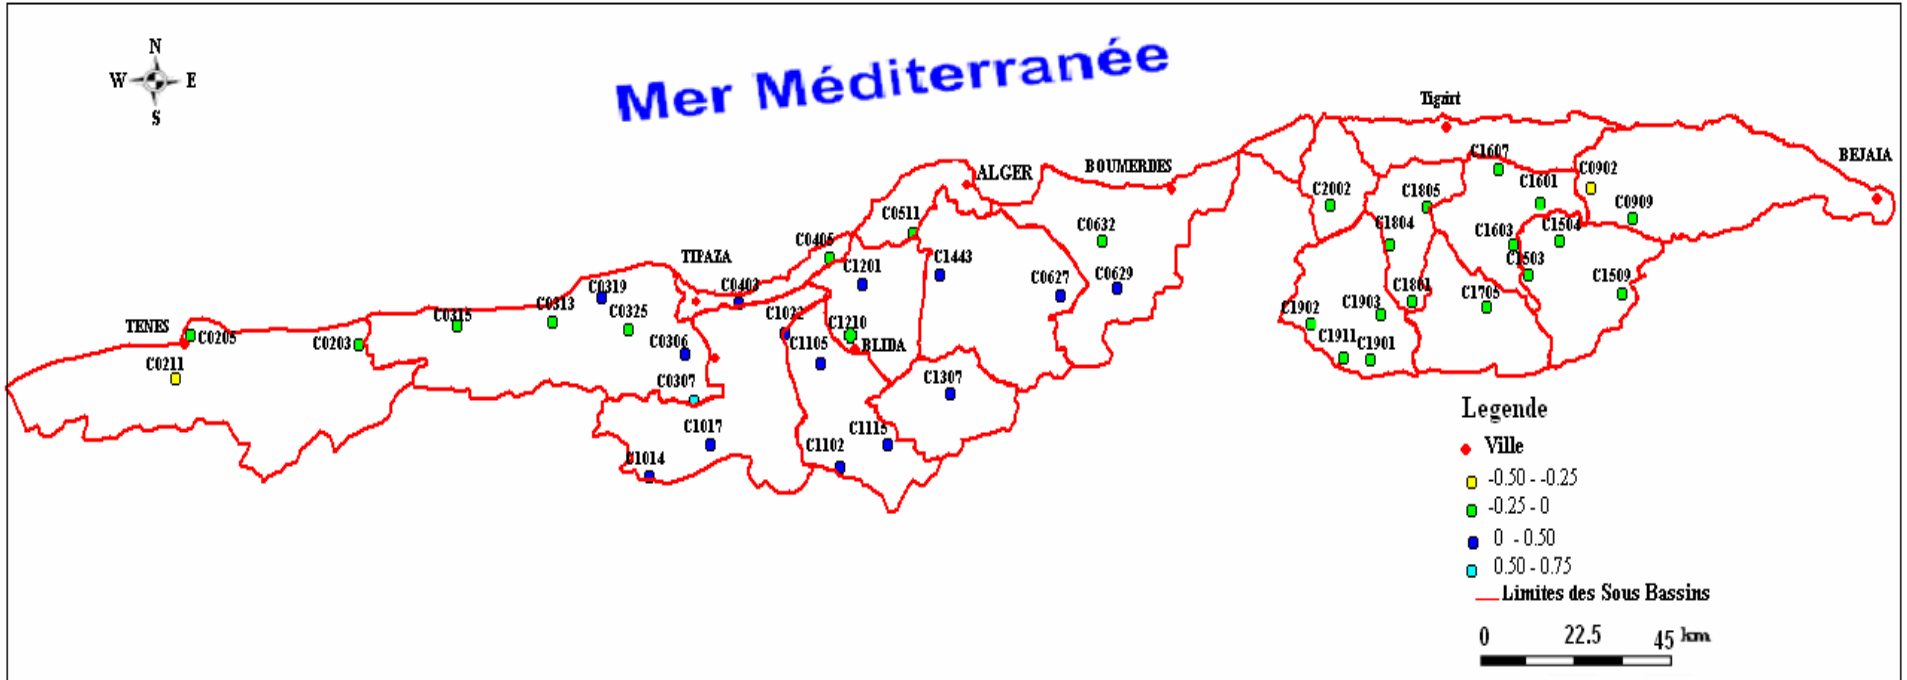 N
W E
S
Mer Méditerranée
Tigzirt
ALGER
BOUMERDES
BEJAIA
C1607
C0902
C1601
C2002
C1805
C0909
C0511
C1804
C0632
C1504
C1603
C0405
TIPAZA
C1201
C1443
C1503
C0627
C0629
C1509
C0319
C0403
C1801
C1705
C0313
C0325
C1903
C1902
C0315
C1022
TENES
C0205
C1210
C0203
C0306
C1105
BLIDA
C1911
C1901
C0211
C0307
C1307
C1017
C1115
C1102
C1014
Legende
Ville
-0.50 - -0.25
-0.25 - 0
0 - 0.50
0.50 - 0.75
Limites des Sous Bassins
0 22.5 45 km